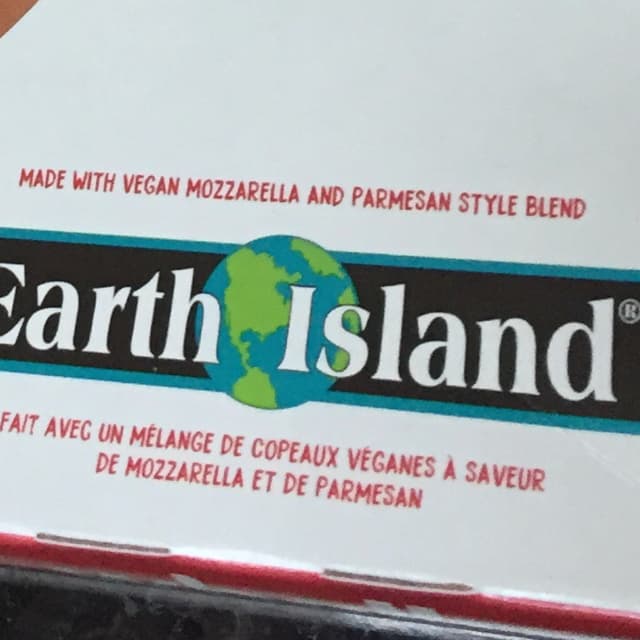 MADE WITH VEGAN MOZZARELLA AND PARMESAN STYLE BLEND
Earth Island®
FAIT AVEC UN MÉLANGE DE COPEAUX VÉGANES À SAVEUR
DE MOZZARELLA ET DE PARMESAN